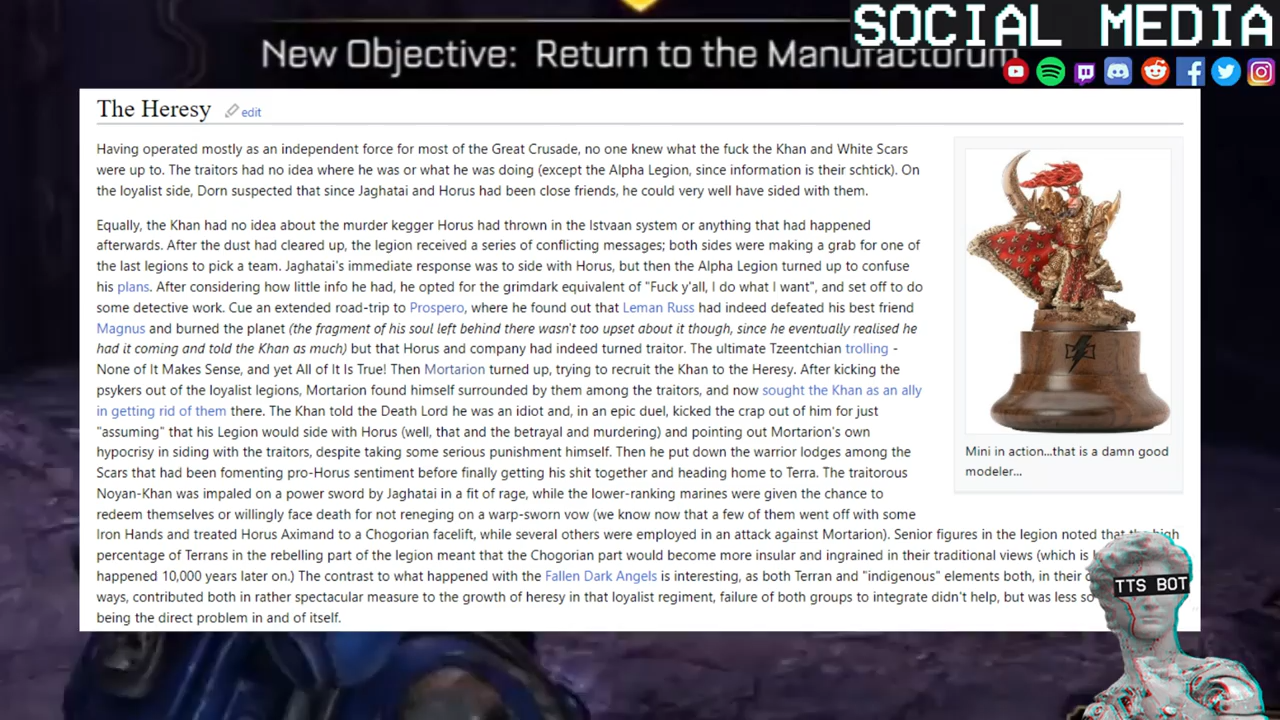 SOCIAL MEDIA
New Objective: Return to the Manufactorum
The Heresy edit
Having operated mostly as an independent force for most of the Great Crusade, no one knew what the fuck the Khan and White Scars
were up to. The traitors had no idea where he was or what he was doing (except the Alpha Legion, since information is their schtick). On
the loyalist side, Dorn suspected that since Jaghatai and Horus had been close friends, he could very well have sided with them.
Equally, the Khan had no idea about the murder kegger Horus had thrown in the Istvaan system or anything that had happened
afterwards. After the dust had cleared up, the legion received a series of conflicting messages; both sides were making a grab for one of
the last legions to pick a team. Jaghatai's immediate response was to side with Horus, but then the Alpha Legion turned up to confuse
his plans. After considering how little info he had, he opted for the grimdark equivalent of "Fuck y'all, I do what I want", and set off to do
some detective work. Cue an extended road-trip to Prospero, where he found out that Leman Russ had indeed defeated his best friend
Magnus and burned the planet (the fragment of his soul left behind there wasn't too upset about it though, since he eventually realised he
had it coming and told the Khan as much) but that Horus and company had indeed turned traitor. The ultimate Tzeentchian trolling -
None of It Makes Sense, and yet All of It Is True! Then Mortarion turned up, trying to recruit the Khan to the Heresy. After kicking the
psykers out of the loyalist legions, Mortarion found himself surrounded by them among the traitors, and now sought the Khan as an ally
in getting rid of them there. The Khan told the Death Lord he was an idiot and, in an epic duel, kicked the crap out of him for just
"assuming" that his Legion would side with Horus (well, that and the betrayal and murdering) and pointing out Mortarion's own
hypocrisy in siding with the traitors, despite taking some serious punishment himself. Then he put down the warrior lodges among the
Scars that had been fomenting pro-Horus sentiment before finally getting his shit together and heading home to Terra. The traitorous
Noyan-Khan was impaled on a power sword by Jaghatai in a fit of rage, while the lower-ranking marines were given the chance to
redeem themselves or willingly face death for not reneging on a warp-sworn vow (we know now that a few of them went off with some
Iron Hands and treated Horus Aximand to a Chogorian facelift, while several others were employed in an attack against Mortarion). Senior figures in the legion noted that the high
percentage of Terrans in the rebelling part of the legion meant that the Chogorian part would become more insular and ingrained in their traditional views (which is
happened 10,000 years later on.) The contrast to what happened with the Fallen Dark Angels is interesting, as both Terran and "indigenous" elements both, in their
ways, contributed both in rather spectacular measure to the growth of heresy in that loyalist regiment, failure of both groups to integrate didn't help, but was less so
being the direct problem in and of itself.
Mini in action...that is a damn good
modeler...
TTS BOT